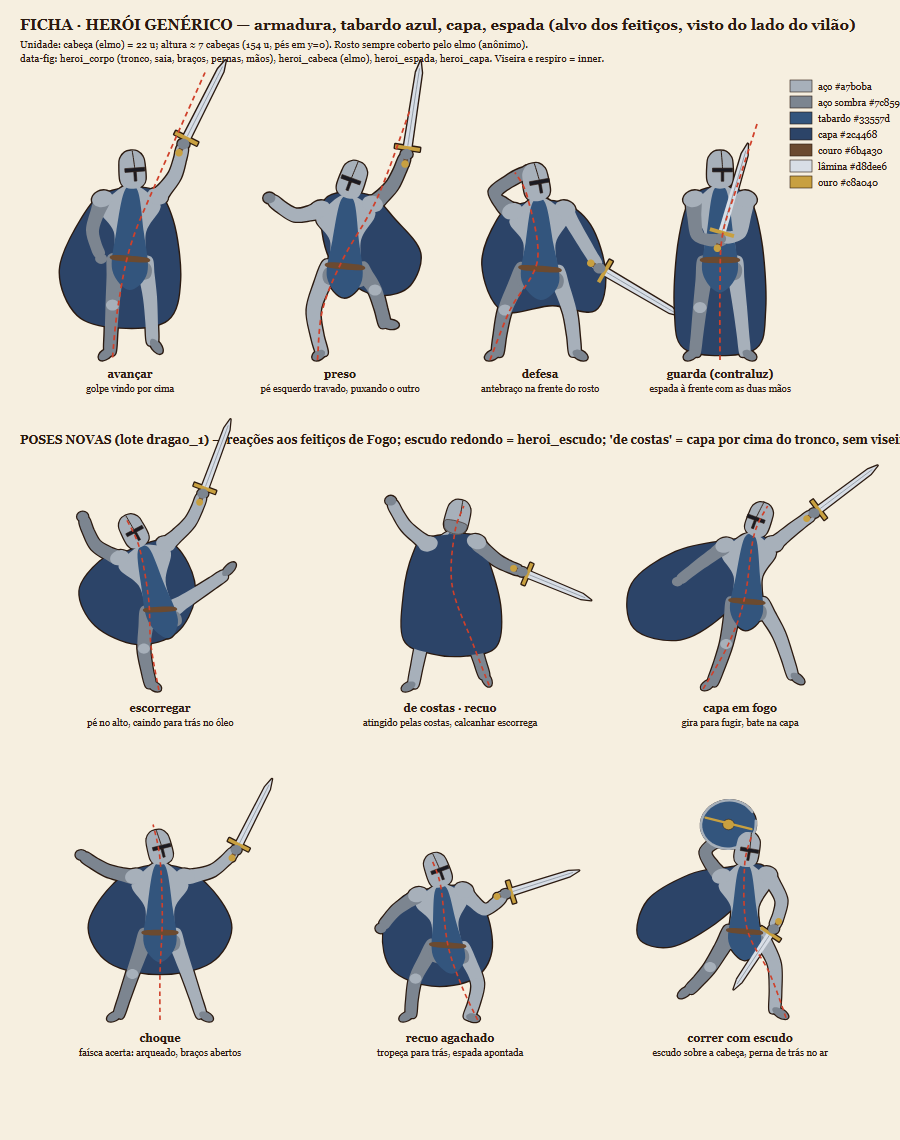 FICHA · HERÓI GENÉRICO — armadura, tabardo azul, capa, espada (alvo dos feitiços, visto do lado do vilão)
Unidade: cabeça (elmo) = 22 u; altura ≈ 7 cabeças (154 u, pés em y=0). Rosto sempre coberto pelo elmo (anônimo).
data-fig: heroi_corpo (tronco, saia, braços, pernas, mãos), heroi_cabeca (elmo), heroi_espada, heroi_capa. Viseira e respiro = inner.
aço #a7b0ba
aço sombra #7c859
tabardo #33557d
capa #2c4468
couro #6b4a30
lâmina #d8dee6
ouro #c8a040
avançar
golpe vindo por cima
preso
pé esquerdo travado, puxando o outro
defesa
antebraço na frente do rosto
guarda (contraluz)
espada à frente com as duas mãos
POSES NOVAS (lote dragao_1) — reações aos feitiços de Fogo; escudo redondo = heroi_escudo; 'de costas' = capa por cima do tronco, sem visei
escorregar
pé no alto, caindo para trás no óleo
de costas · recuo
atingido pelas costas, calcanhar escorrega
capa em fogo
gira para fugir, bate na capa
choque
faísca acerta: arqueado, braços abertos
recuo agachado
tropeça para trás, espada apontada
correr com escudo
escudo sobre a cabeça, perna de trás no ar